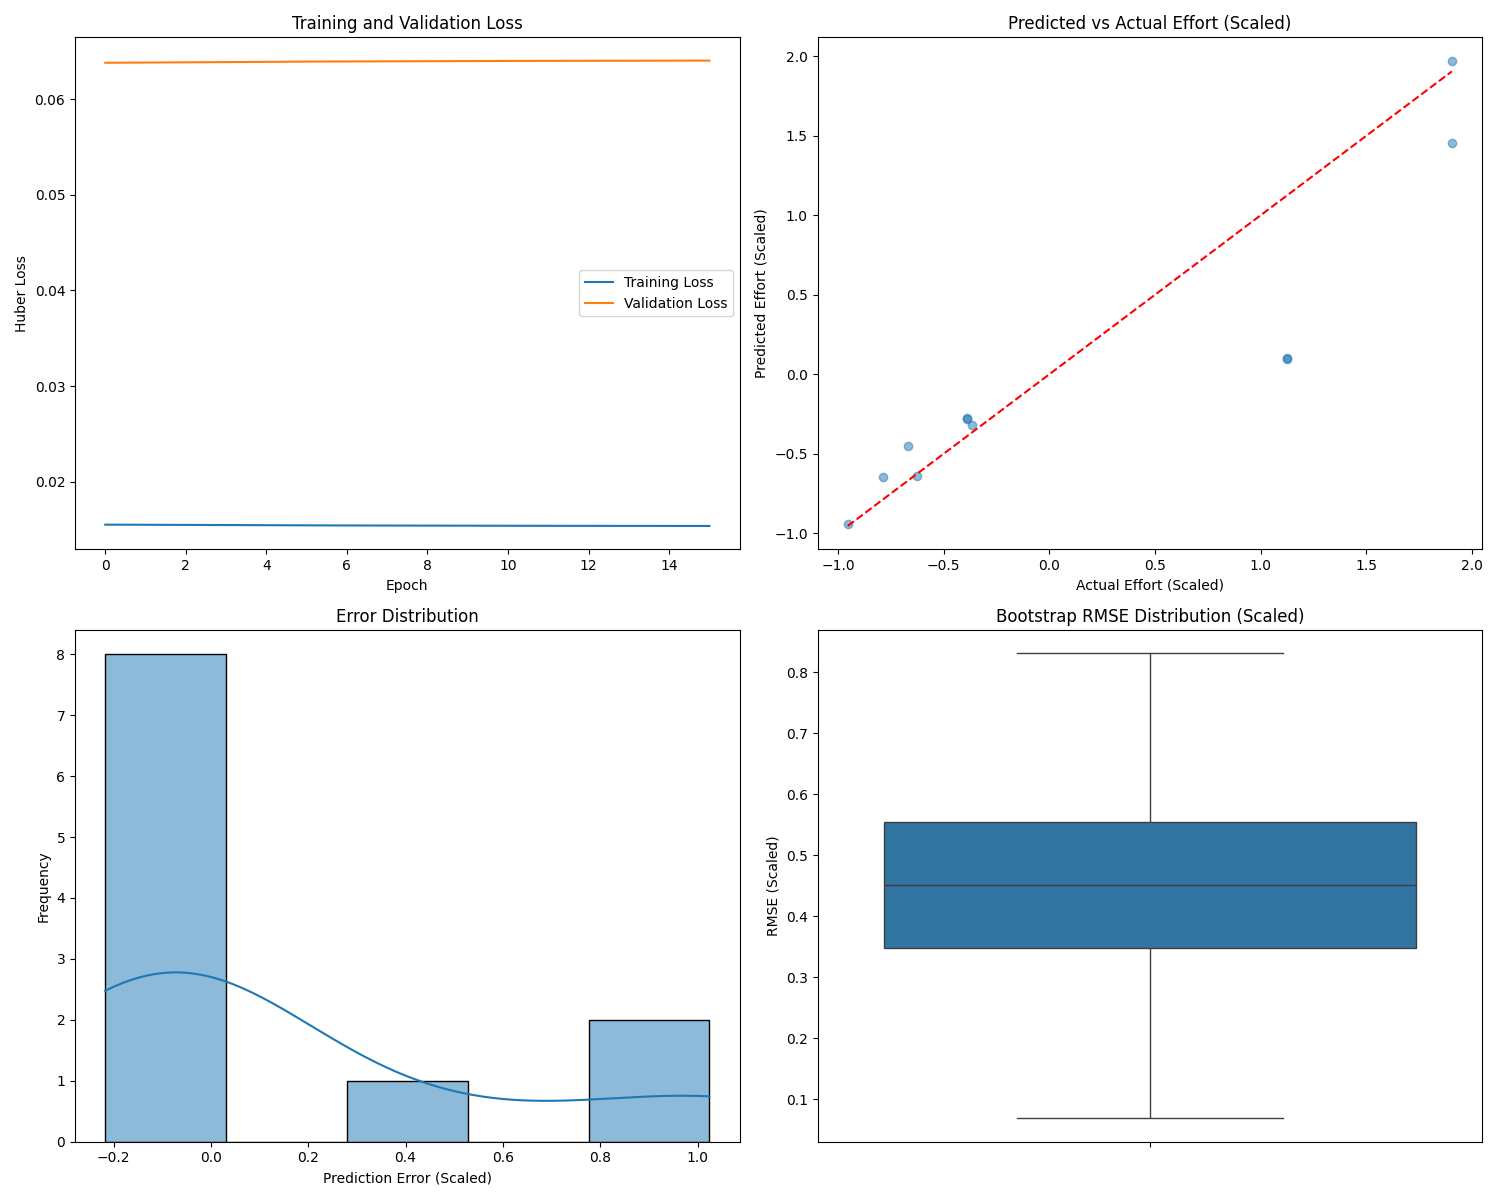 Training and Validation Loss
Huber Loss
0.06
0.05
0.04
0.03
0.02
Training Loss
Validation Loss
0 2 4 6 8 10 12 14
Epoch
Predicted vs Actual Effort (Scaled)
Predicted Effort (Scaled)
2.0
1.5
1.0
0.5
0.0
−0.5
−1.0
−1.0 −0.5 0.0 0.5 1.0 1.5 2.0
Actual Effort (Scaled)
Error Distribution
Frequency
8
7
6
5
4
3
2
1
0
−0.2 0.0 0.2 0.4 0.6 0.8 1.0
Prediction Error (Scaled)
Bootstrap RMSE Distribution (Scaled)
RMSE (Scaled)
0.8
0.7
0.6
0.5
0.4
0.3
0.2
0.1